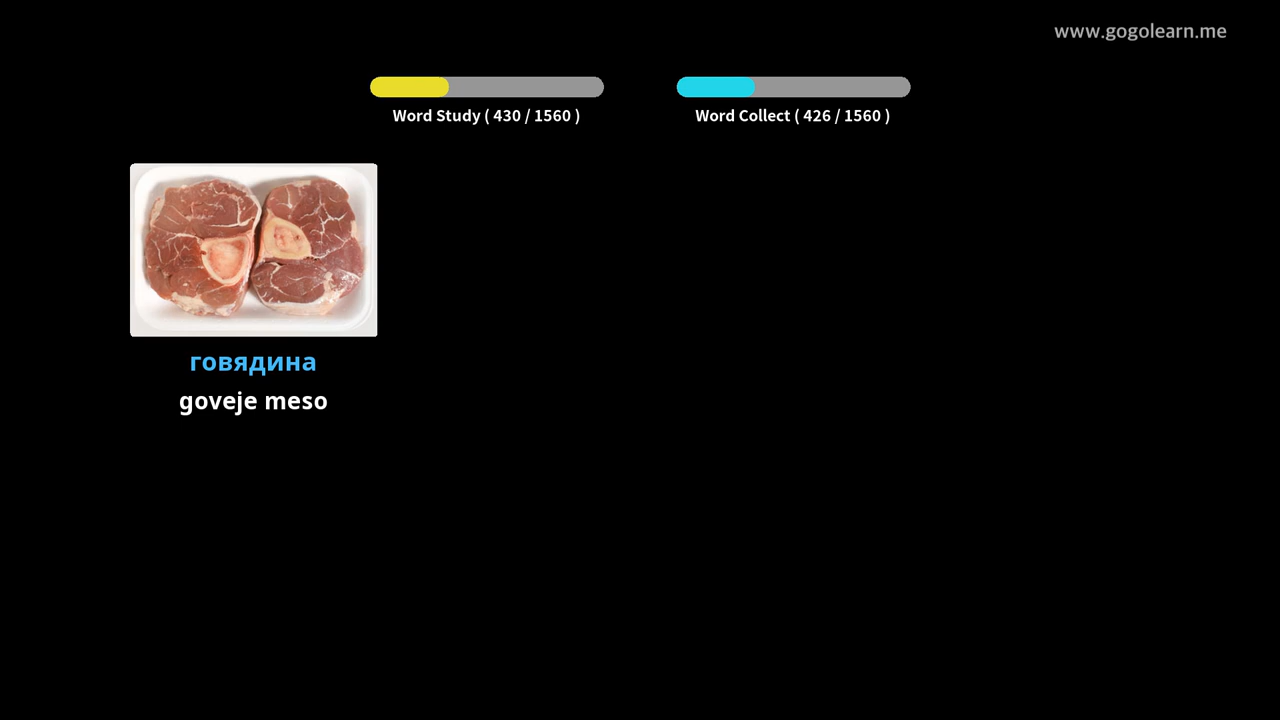 www.gogolearn.me
Word Study ( 430 / 1560 )
Word Collect ( 426 / 1560 )
говядина
goveje meso